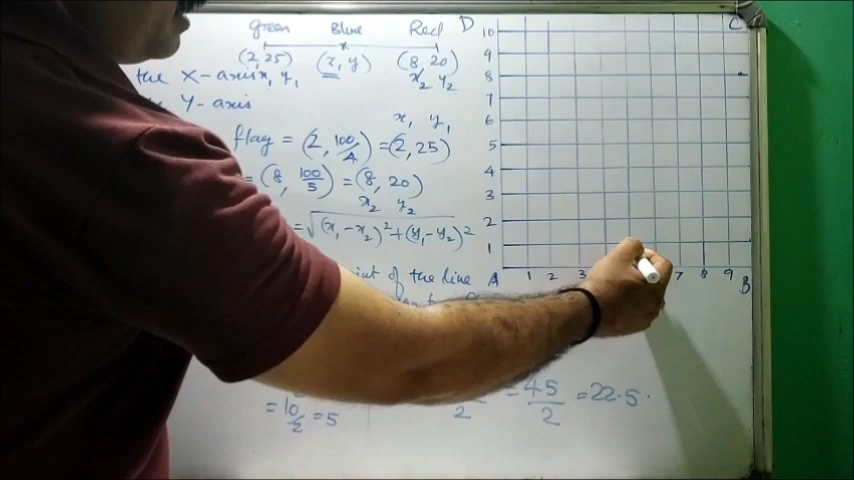 green Blue Red
(2, 25) (x, y) (8, 20)
the X-axis x, y₁ x₂ y₂
Y-axis
x, y₁
flag = (2, 100/4) = (2, 25)
= (8, 100/5) = (8, 20)
x₂ y₂
= √(x₁-x₂)²+(y₁-y₂)²
of the line
= 10/2 = 5
2 = 45/2 = 22.5.
D C
10
9
8
7
6
5
4
3
2
1
A 1 2 3 7 8 9 B